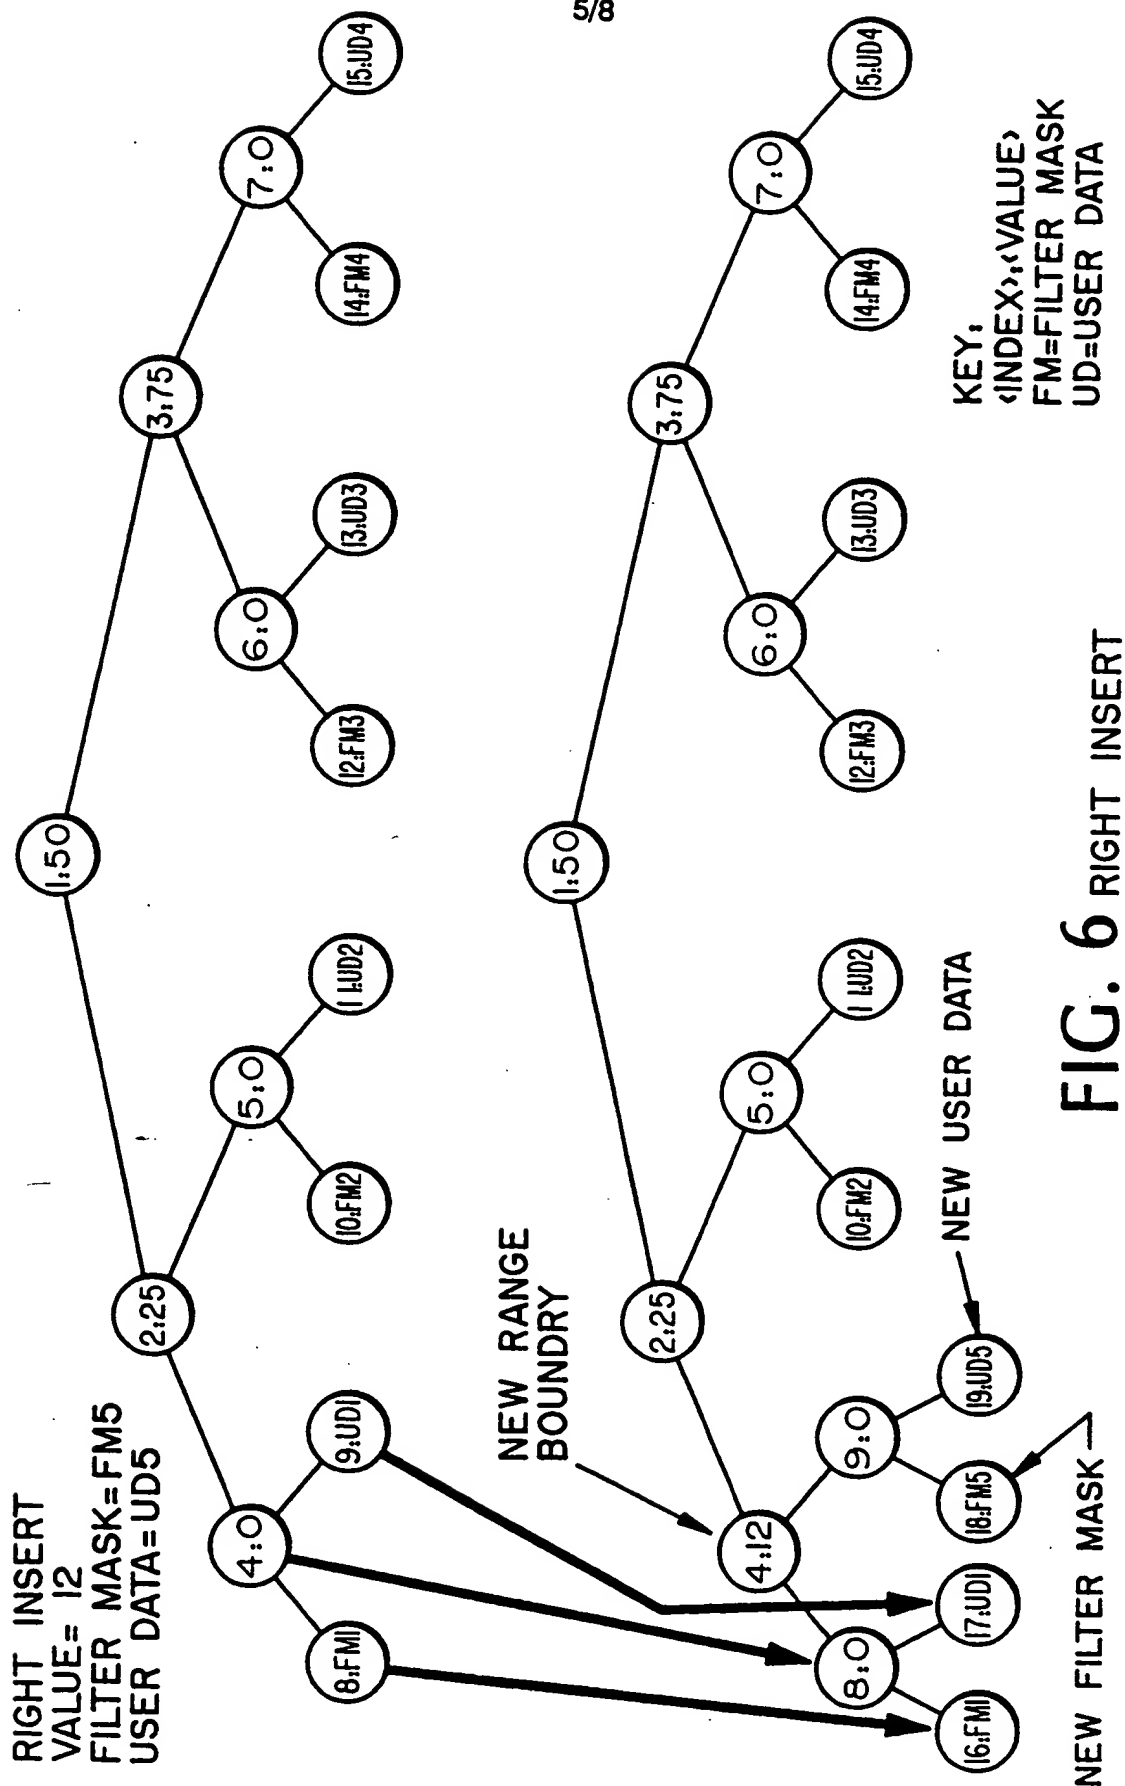 5/8
RIGHT INSERT
VALUE= 12
FILTER MASK=FM5
USER DATA=UD5
1:50
2:25
3:75
4:0
5:0
6:0
7:0
8:FM1
9:UD1
10:FM2
11:UD2
12:FM3
13:UD3
14:FM4
15:UD4
NEW RANGE
BOUNDRY
1:50
2:25
3:75
4:12
5:0
6:0
7:0
8:0
9:0
10:FM2
11:UD2
12:FM3
13:UD3
14:FM4
15:UD4
16:FM1
17:UD1
18:FM5
19:UD5
NEW FILTER MASK
NEW USER DATA
KEY:
<INDEX>:<VALUE>
FM=FILTER MASK
UD=USER DATA
FIG. 6 RIGHT INSERT